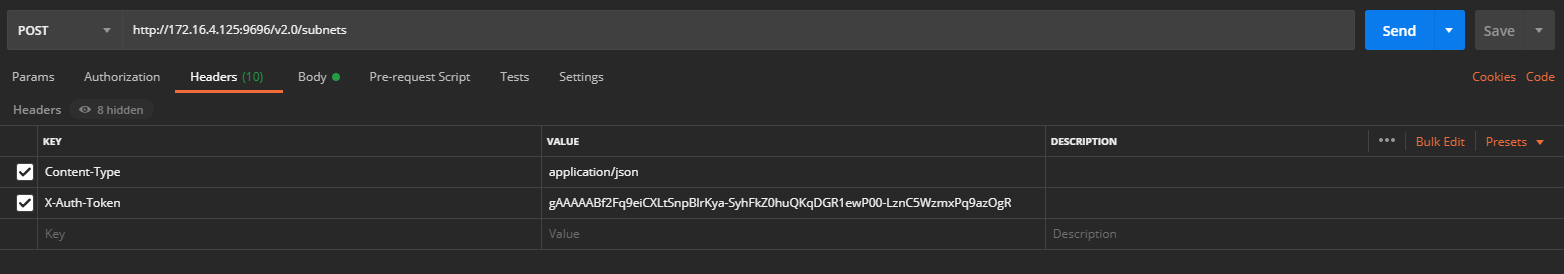 POST http://172.16.4.125:9696/v2.0/subnets Send Save
Params Authorization Headers (10) Body Pre-request Script Tests Settings Cookies Code
Headers 8 hidden
KEY VALUE DESCRIPTION ••• Bulk Edit Presets
Content-Type application/json
X-Auth-Token gAAAAABf2Fq9eiCXLtSnpBlrKya-SyhFkZ0huQKqDGR1ewP00-LznC5WzmxPq9azOgR
Key Value Description